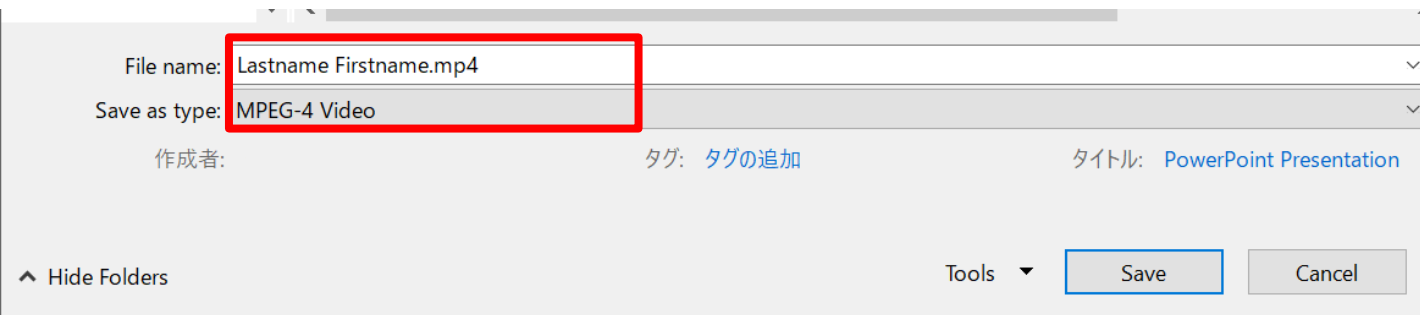 File name: Lastname Firstname.mp4
Save as type: MPEG-4 Video
作成者: タグ: タグの追加 タイトル: PowerPoint Presentation
Hide Folders Tools Save Cancel